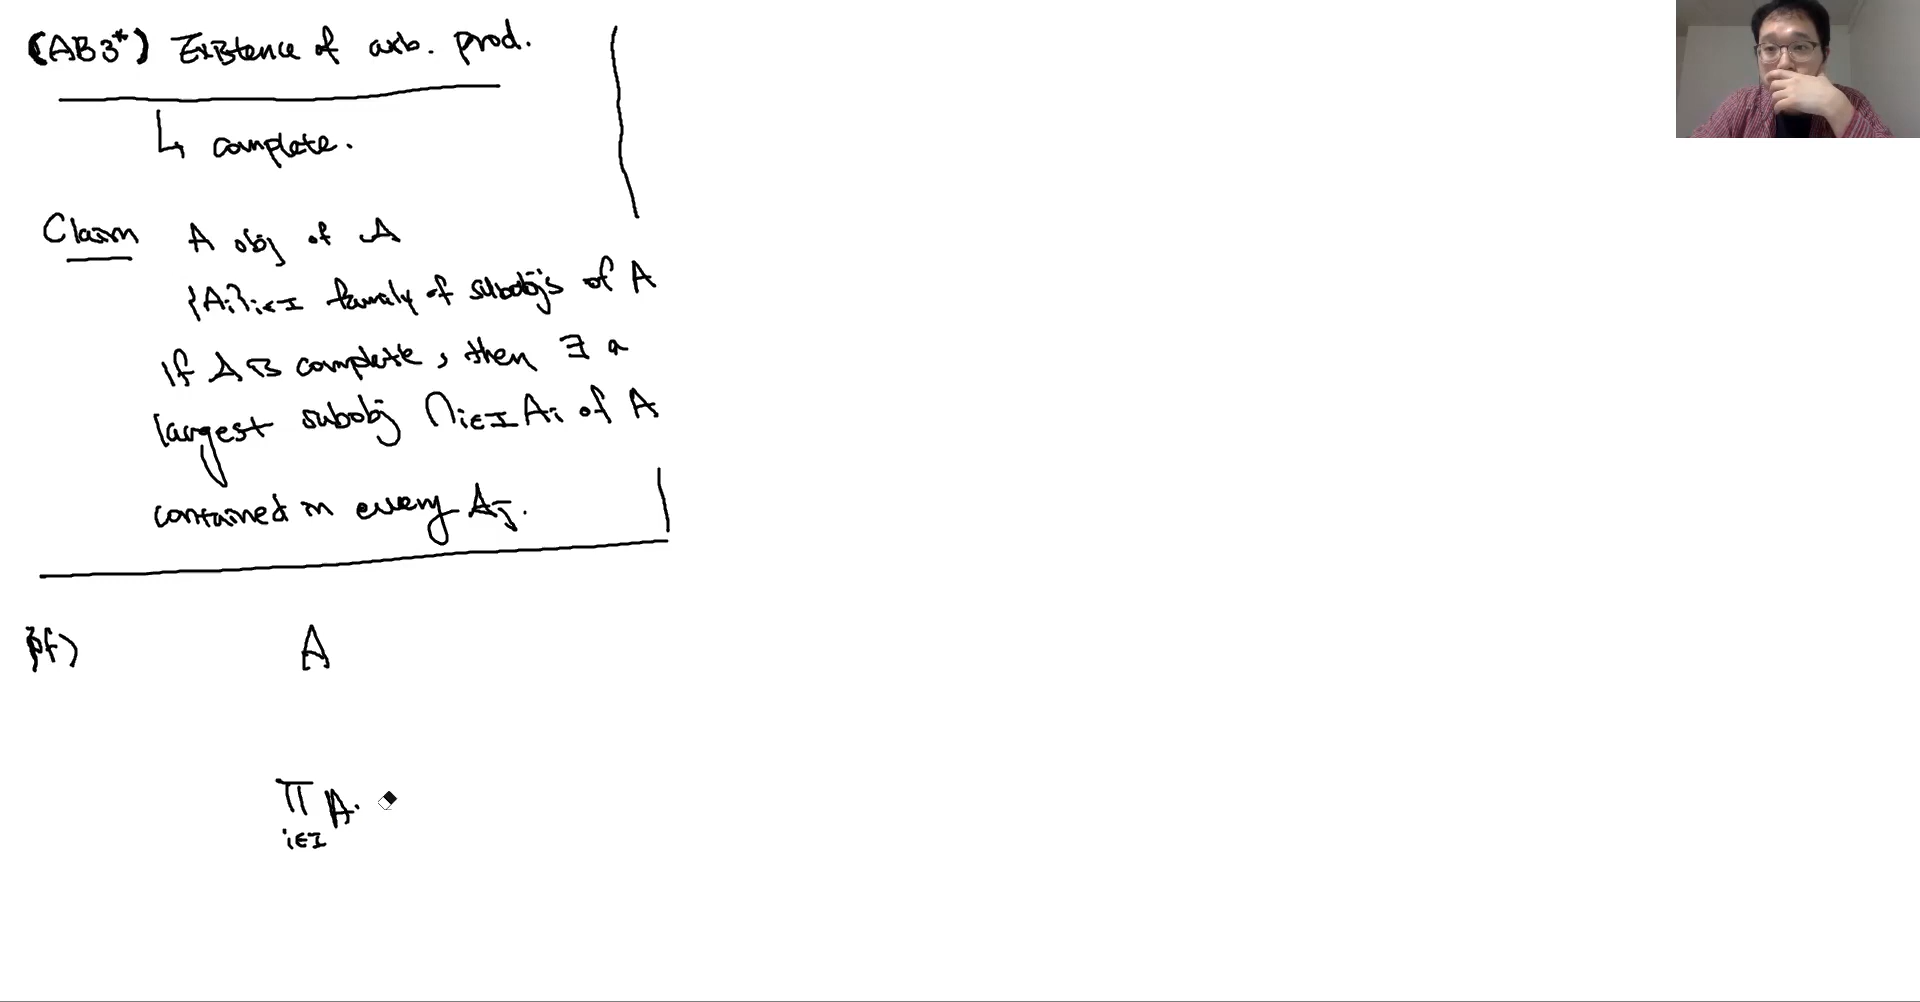 (AB3*) Existence of arb. prod.
↳ complete.
Claim A obj of 𝒜
{Aᵢ}ᵢ∈I family of subobjs of A
If 𝒜 is complete, then ∃ a
largest subobj ∩ᵢ∈I Aᵢ of A
contained in every Aⱼ.
pf) A
∏ A.
i∈I